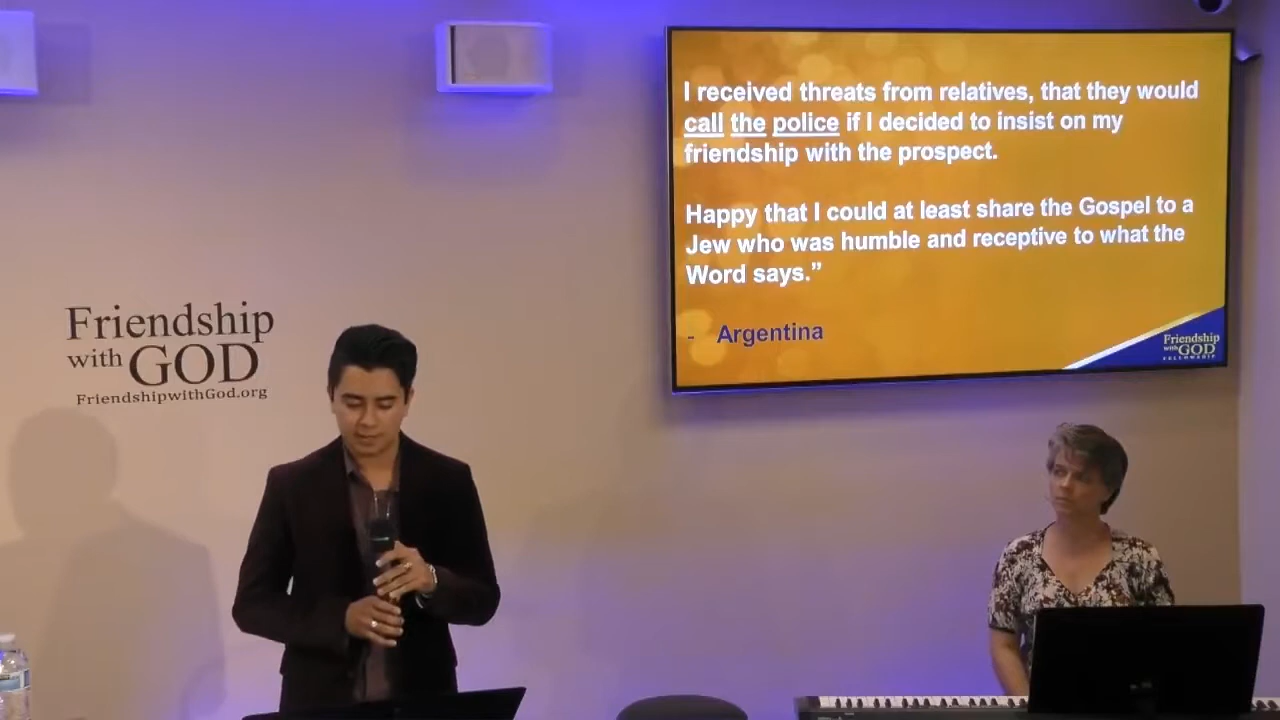 I received threats from relatives, that they would
call the police if I decided to insist on my
friendship with the prospect.
Happy that I could at least share the Gospel to a
Jew who was humble and receptive to what the
Word says.”
- Argentina
Friendship
with GOD
FELLOWSHIP
Friendship
with GOD
FriendshipwithGod.org